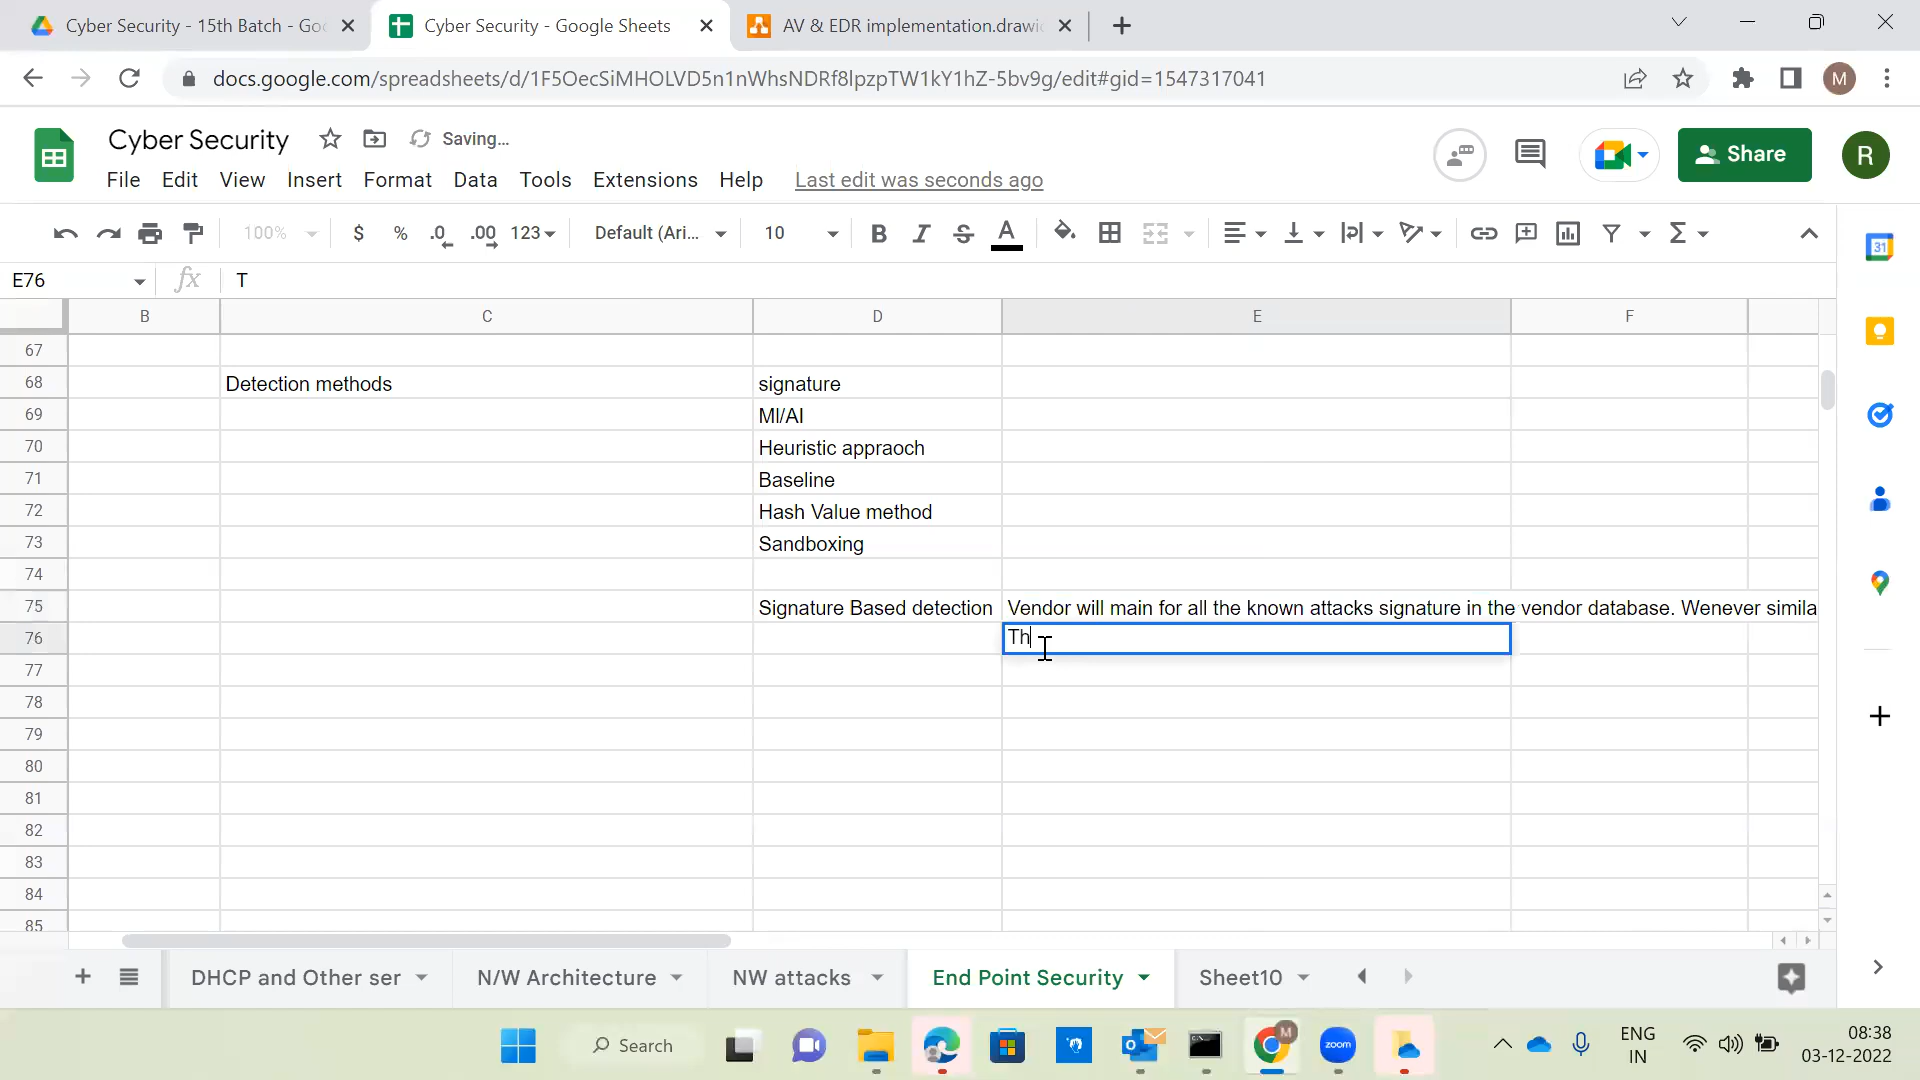 Cyber Security - 15th Batch - Go
Cyber Security - Google Sheets
AV & EDR implementation.drawi
docs.google.com/spreadsheets/d/1F5OecSiMHOLVD5n1nWhsNDRf8lpzpTW1kY1hZ-5bv9g/edit#gid=1547317041
M
Cyber Security
Saving...
File Edit View Insert Format Data Tools Extensions Help Last edit was seconds ago
Share
R
100% $ % .0 .00 123 Default (Ari... 10 B I S A
31
E76 fx T
B C D E F
67
68 Detection methods signature
69 MI/AI
70 Heuristic appraoch
71 Baseline
72 Hash Value method
73 Sandboxing
74
75 Signature Based detection Vendor will main for all the known attacks signature in the vendor database. Wenever simila
76 Th
77
78
79
80
81
82
83
84
85
DHCP and Other ser N/W Architecture NW attacks End Point Security Sheet10
Search
zoom
M
ENG
IN
08:38
03-12-2022